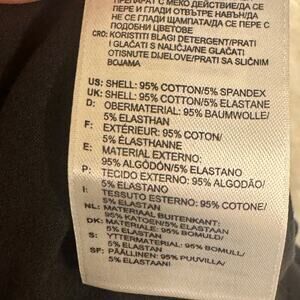 ПРЕПАРАТ С МЕКО ДЕЙСТВИЕ/ДА СЕ
ПЕРЕ И ГЛАДИ ОТВЪТРЕ НАВЪН/ДА
НЕ СЕ ГЛАДИ ЩАМПАТА/ДА СЕ ПЕРЕ С
ПОДОБНИ ЦВЕТОВЕ
CRO: KORISTITI BLAGI DETERGENT/PRATI
I GLAČATI S NALIČJA/NE GLAČATI
OTISNUTE DIJELOVE/PRATI SA SLIČNIM
BOJAMA
US: SHELL: 95% COTTON/5% SPANDEX
UK: SHELL: 95% COTTON/5% ELASTANE
D: OBERMATERIAL: 95% BAUMWOLLE/
5% ELASTHAN
F: EXTÉRIEUR: 95% COTON/
5% ÉLASTHANNE
E: MATERIAL EXTERNO:
95% ALGODÓN/5% ELASTANO
P: TECIDO EXTERNO: 95% ALGODÃO/
5% ELASTANO
I: TESSUTO ESTERNO: 95% COTONE/
5% ELASTAN
NL: MATERIAAL BUITENKANT:
95% KATOEN/5% ELASTAAN
DK: MATERIALE: 95% BOMULD/
5% ELASTAN
S: YTTERMATERIAL: 95% BOMULL/
5% ELASTAN
SF: PÄÄLLINEN: 95% PUUVILLA/
5% ELASTAANI